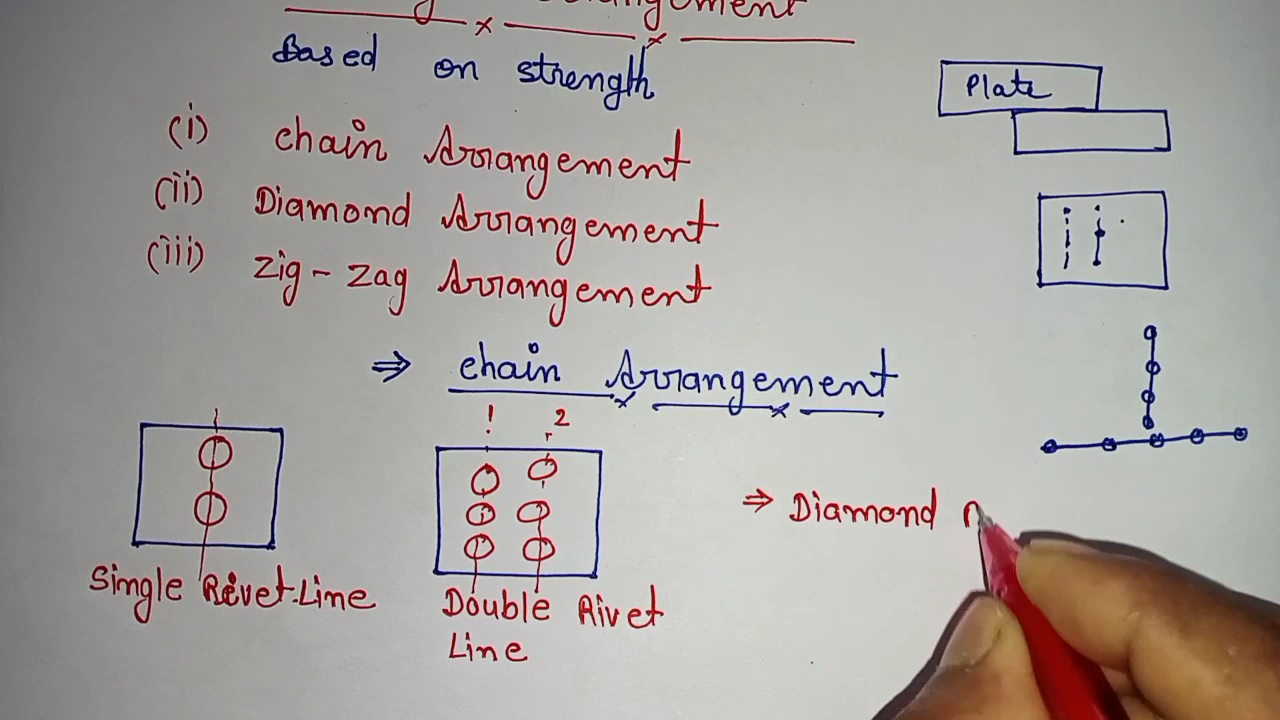 Based on strength
Plate
(i) chain Arrangement
(ii) Diamond Arrangement
(iii) Zig-Zag Arrangement
⇒ chain Arrangement
1 2
Single Rivet-Line
Double Rivet
Line
⇒ Diamond